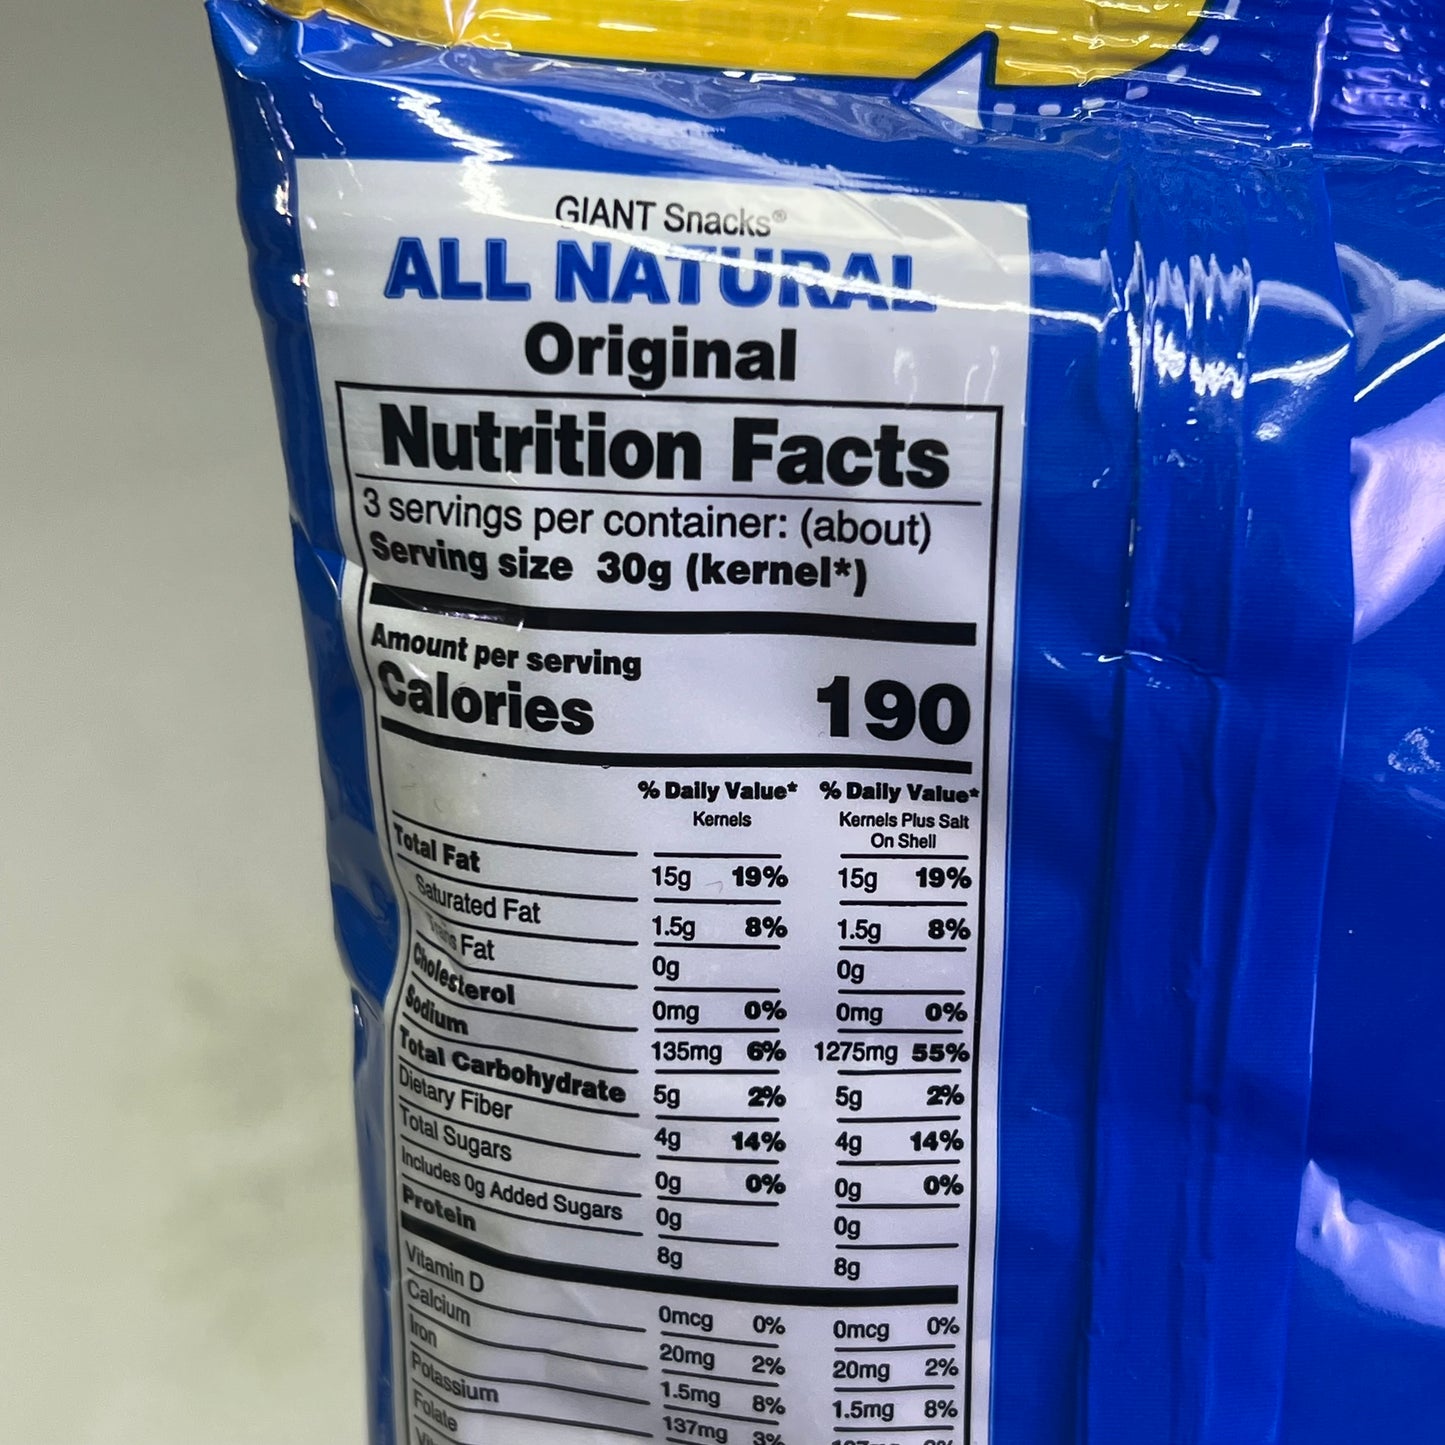 GIANT Snacks®
ALL NATURAL
Original
Nutrition Facts
3 servings per container: (about)
Serving size 30g (kernel*)
Amount per serving
Calories 190
% Daily Value* % Daily Value*
Kernels Kernels Plus Salt
On Shell
Total Fat 15g 19% 15g 19%
Saturated Fat 1.5g 8% 1.5g 8%
Trans Fat 0g 0g
Cholesterol 0mg 0% 0mg 0%
Sodium 135mg 6% 1275mg 55%
Total Carbohydrate 5g 2% 5g 2%
Dietary Fiber 4g 14% 4g 14%
Total Sugars 0g 0% 0g 0%
Includes 0g Added Sugars 0g 0g
Protein 8g 8g
Vitamin D 0mcg 0% 0mcg 0%
Calcium 20mg 2% 20mg 2%
Iron 1.5mg 8% 1.5mg 8%
Potassium 137mg 3%
Folate